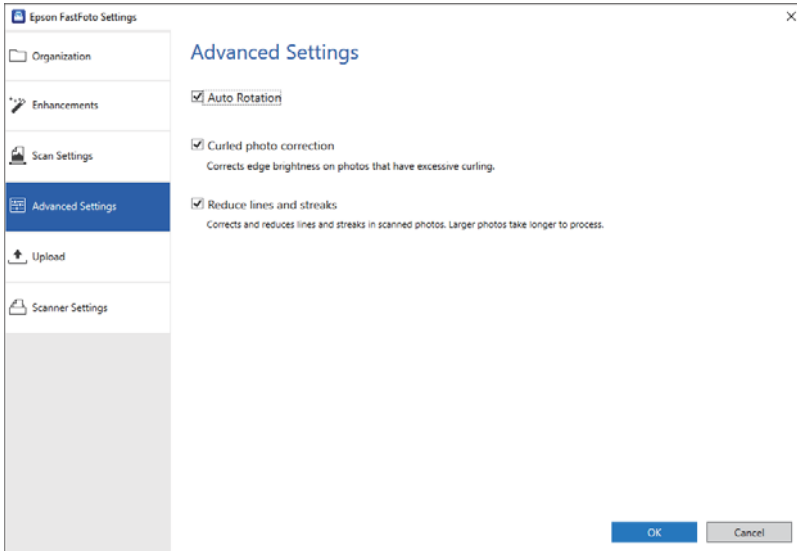 Epson FastFoto Settings
Organization
Enhancements
Scan Settings
Advanced Settings
Upload
Scanner Settings
Advanced Settings
Auto Rotation
Curled photo correction
Corrects edge brightness on photos that have excessive curling.
Reduce lines and streaks
Corrects and reduces lines and streaks in scanned photos. Larger photos take longer to process.
OK
Cancel